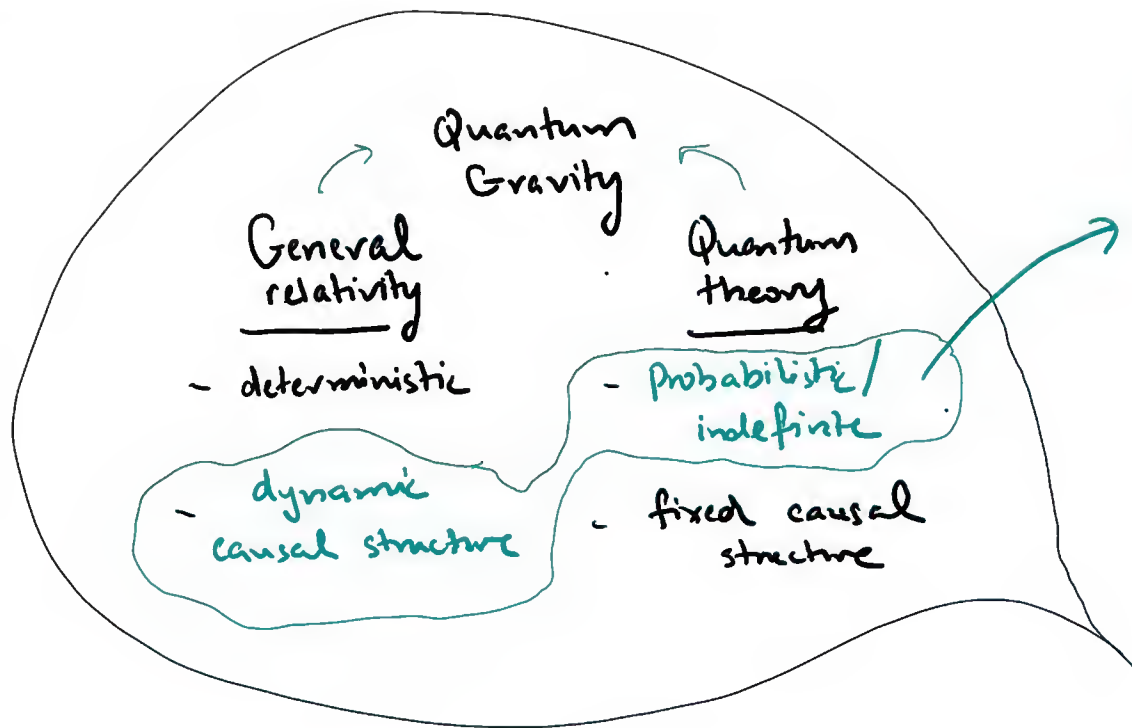 Quantum
Gravity
General
relativity
- deterministic
- dynamic
causal structure
Quantum
theory
- Probabilistic/
indefinite
- fixed causal
structure